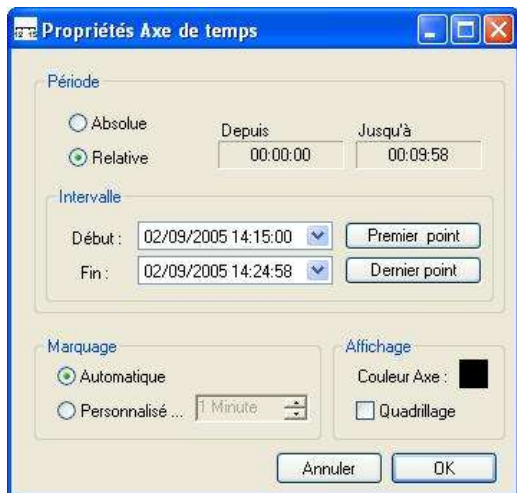 Propriétés Axe de temps
Période
Absolue
Relative
Depuis
Jusqu'à
00:00:00
00:09:58
Intervalle
Début : 02/09/2005 14:15:00 Premier point
Fin : 02/09/2005 14:24:58 Dernier point
Marquage
Automatique
Personnalisé ... 1 Minute
Affichage
Couleur Axe :
Quadrillage
Annuler OK